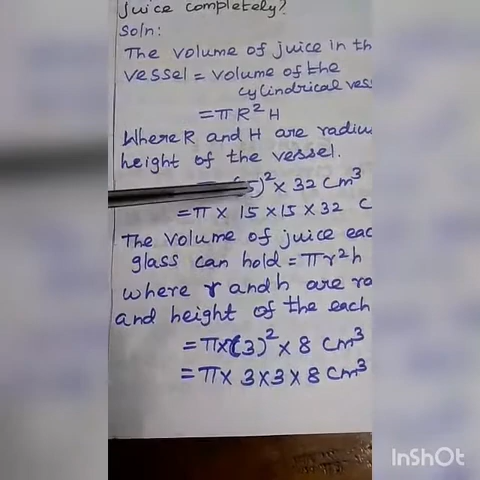 juice completely?
Soln:
The volume of juice in th
vessel = volume of the
cylindrical vess
= πR²H
Where R and H are radiu
height of the vessel.
5)² × 32 cm³
= π × 15 × 15 × 32 c
The volume of juice eac
glass can hold = πr²h
where r and h are ra
and height of the each
= π×(3)² × 8 cm³
= π× 3×3×8 cm³
InShOt